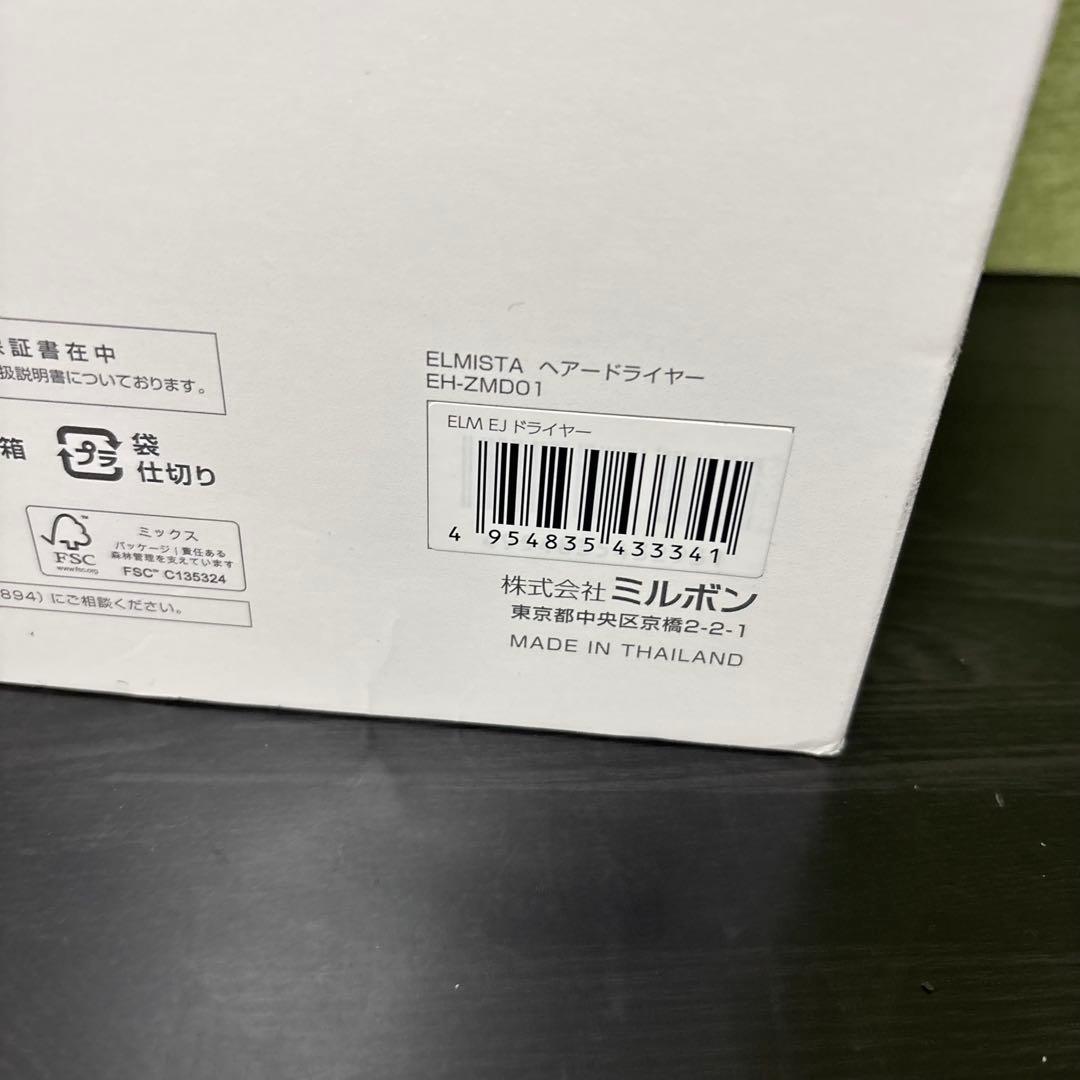 証書在中
扱説明書についております。
箱
プラ
袋
仕切り
FSC™
www.fsc.org
ミックス
パッケージ|責任ある
森林管理を支えています
FSC™ C135324
894)にご相談ください。
ELMISTA ヘアードライヤー
EH-ZMD01
ELM EJ ドライヤー
4 954835 433341
株式会社 ミルボン
東京都中央区京橋2-2-1
MADE IN THAILAND